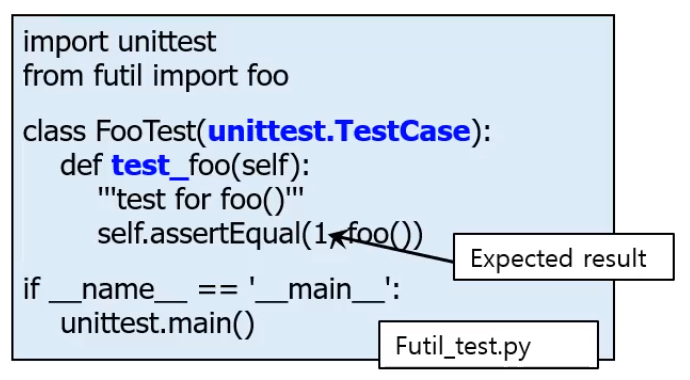 import unittest
from futil import foo
class FooTest(unittest.TestCase):
def test_foo(self):
'''test for foo()'''
self.assertEqual(1, foo())
Expected result
if __name__ == '__main__':
unittest.main()
Futil_test.py